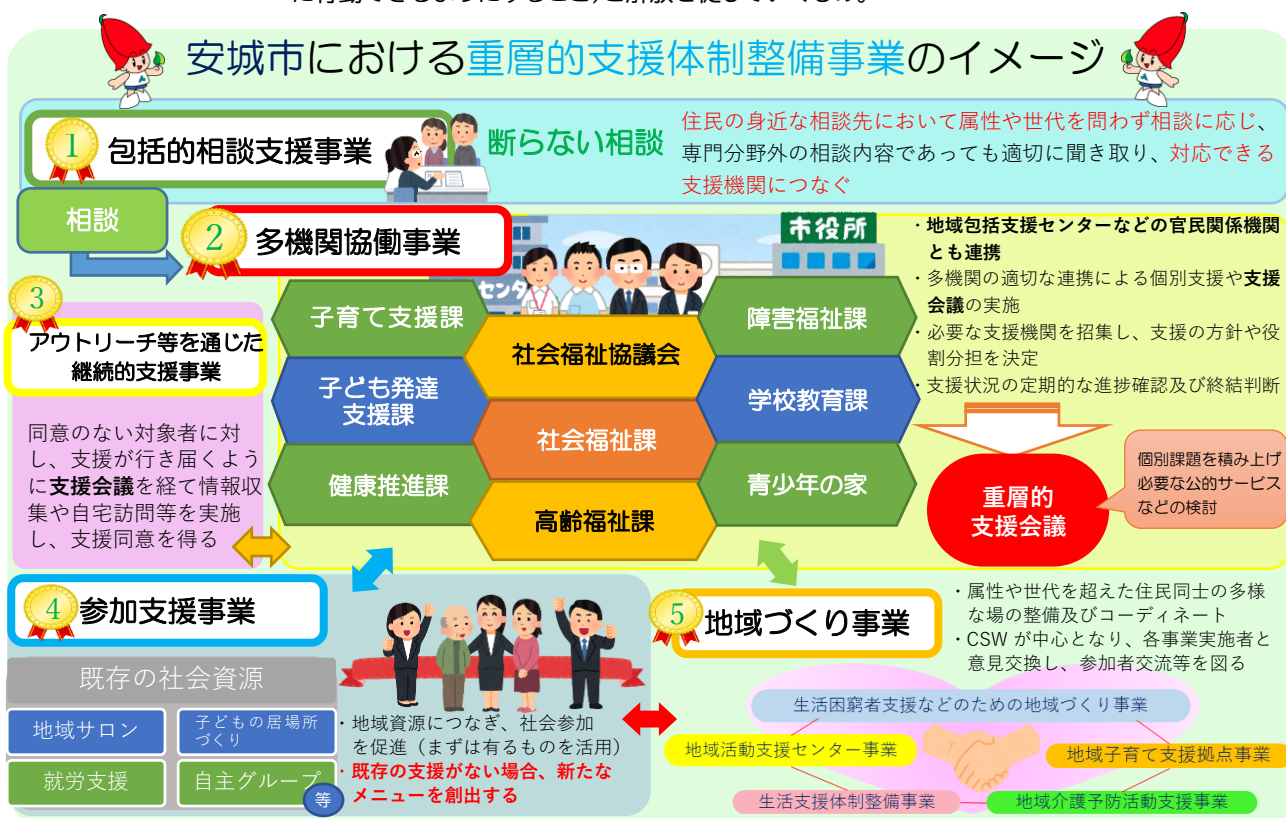 に行動できるようにすること)と解放を促していくもの。
安城市における重層的支援体制整備事業のイメージ
1
包括的相談支援事業
断らない相談
住民の身近な相談先において属性や世代を問わず相談に応じ、
専門分野外の相談内容であっても適切に聞き取り、対応できる
支援機関につなぐ
相談
2
多機関協働事業
センタ
市役所
・地域包括支援センターなどの官民関係機関
とも連携
・多機関の適切な連携による個別支援や支援
会議の実施
・必要な支援機関を招集し、支援の方針や役
割分担を決定
・支援状況の定期的な進捗確認及び終結判断
子育て支援課
子ども発達
支援課
健康推進課
社会福祉協議会
社会福祉課
高齢福祉課
障害福祉課
学校教育課
青少年の家
重層的
支援会議
個別課題を積み上げ
必要な公的サービス
などの検討
3
アウトリーチ等を通じた
継続的支援事業
同意のない対象者に対
し、支援が行き届くよう
に支援会議を経て情報収
集や自宅訪問等を実施
し、支援同意を得る
4
参加支援事業
既存の社会資源
地域サロン
子どもの居場所
づくり
就労支援
自主グループ
等
・地域資源につなぎ、社会参加
を促進（まずは有るものを活用）
・既存の支援がない場合、新たな
メニューを創出する
5
地域づくり事業
・属性や世代を超えた住民同士の多様
な場の整備及びコーディネート
・CSW が中心となり、各事業実施者と
意見交換し、参加者交流等を図る
生活困窮者支援などのための地域づくり事業
地域活動支援センター事業
地域子育て支援拠点事業
生活支援体制整備事業
地域介護予防活動支援事業